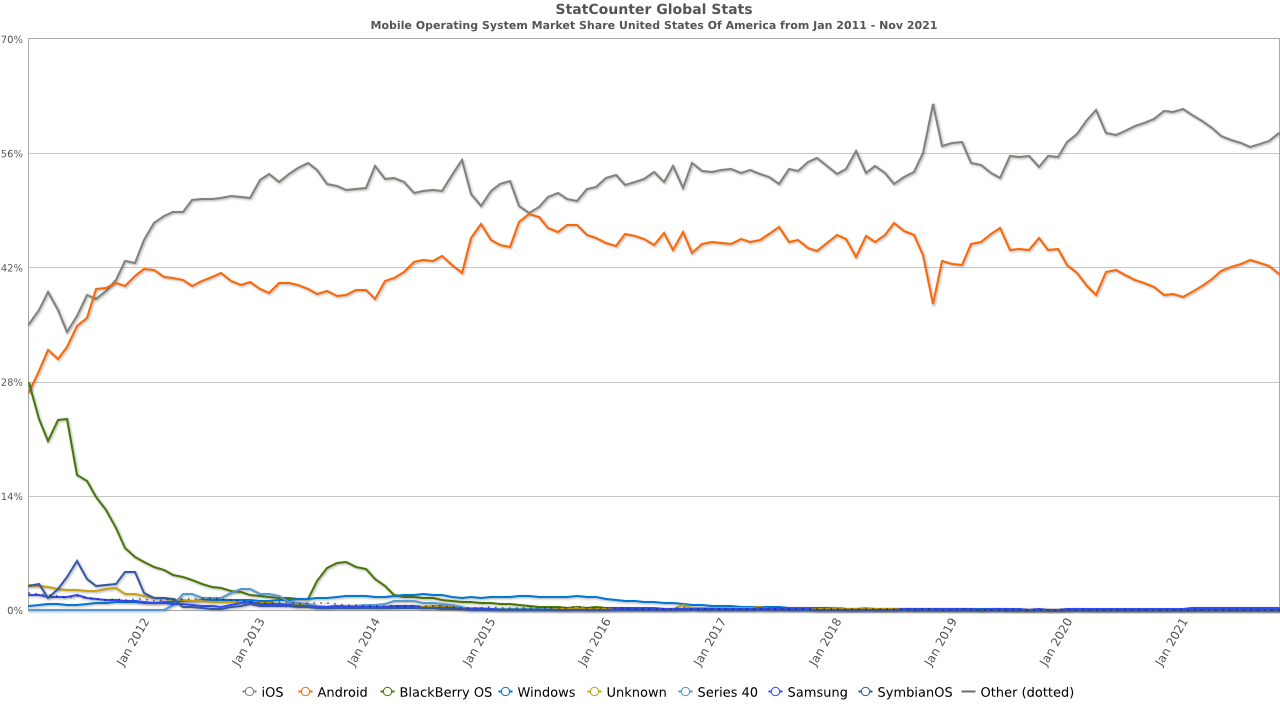 StatCounter Global Stats
Mobile Operating System Market Share United States Of America from Jan 2011 - Nov 2021
70%
56%
42%
28%
14%
0%
Jan 2012 Jan 2013 Jan 2014 Jan 2015 Jan 2016 Jan 2017 Jan 2018 Jan 2019 Jan 2020 Jan 2021
iOS Android BlackBerry OS Windows Unknown Series 40 Samsung SymbianOS Other (dotted)